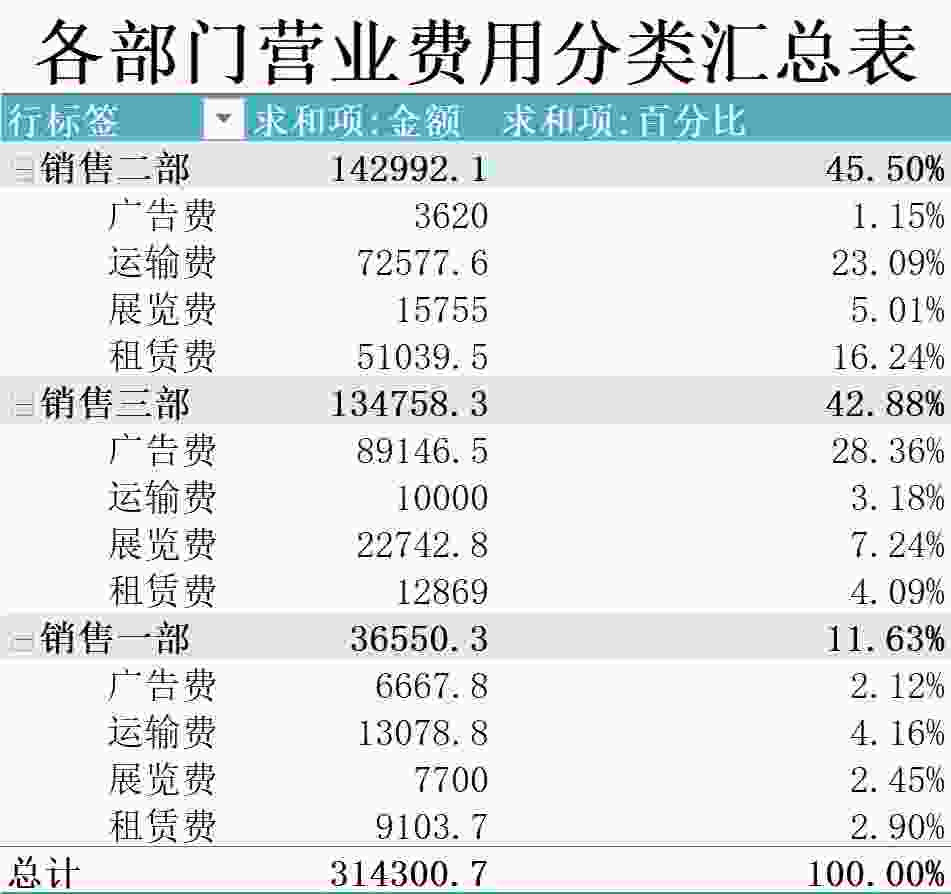 各部门营业费用分类汇总表
行标签 求和项:金额 求和项:百分比
销售二部 142992.1 45.50%
广告费 3620 1.15%
运输费 72577.6 23.09%
展览费 15755 5.01%
租赁费 51039.5 16.24%
销售三部 134758.3 42.88%
广告费 89146.5 28.36%
运输费 10000 3.18%
展览费 22742.8 7.24%
租赁费 12869 4.09%
销售一部 36550.3 11.63%
广告费 6667.8 2.12%
运输费 13078.8 4.16%
展览费 7700 2.45%
租赁费 9103.7 2.90%
总计 314300.7 100.00%